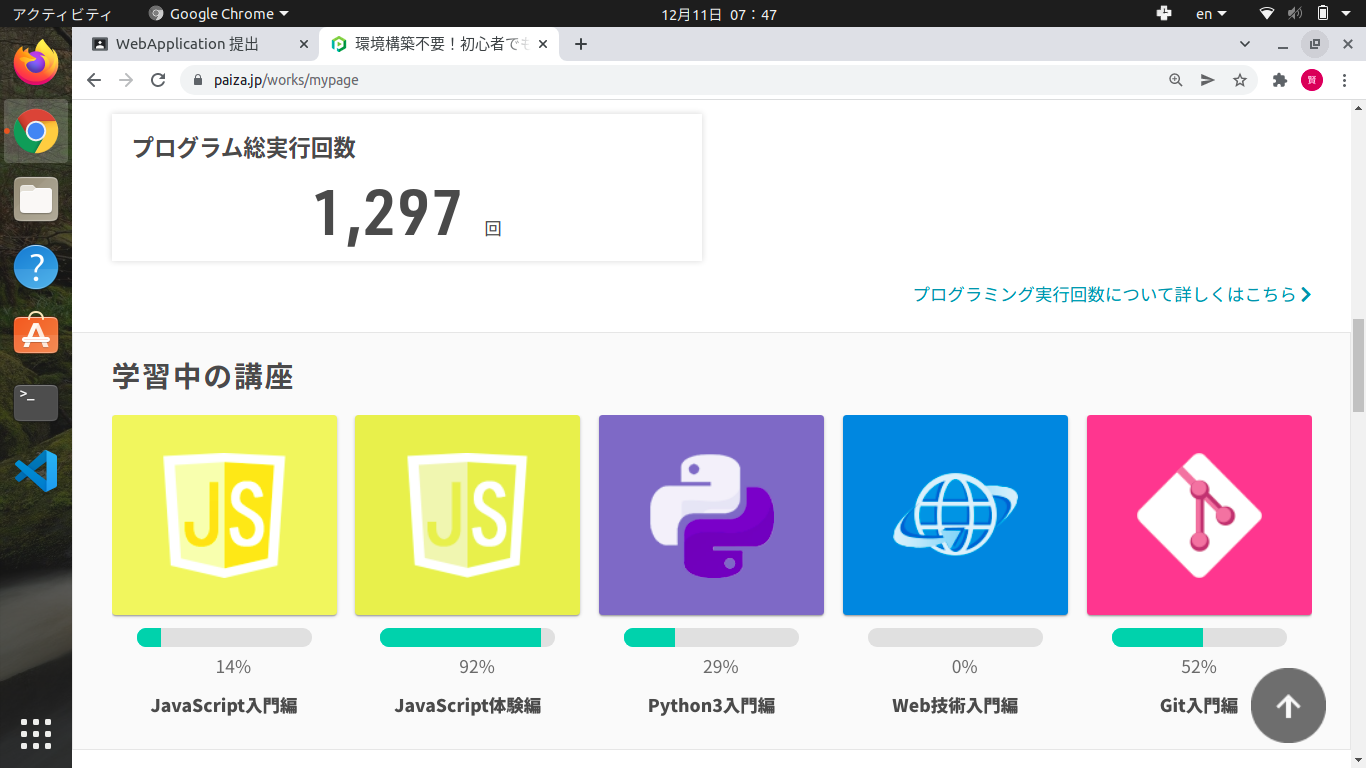 アクティビティ Google Chrome 12月11日 07：47 en
WebApplication 提出 環境構築不要！初心者でも
paiza.jp/works/mypage 賢
プログラム総実行回数
1,297 回
プログラミング実行回数について詳しくはこちら
学習中の講座
JS JS
14% 92% 29% 0% 52%
JavaScript入門編 JavaScript体験編 Python3入門編 Web技術入門編 Git入門編